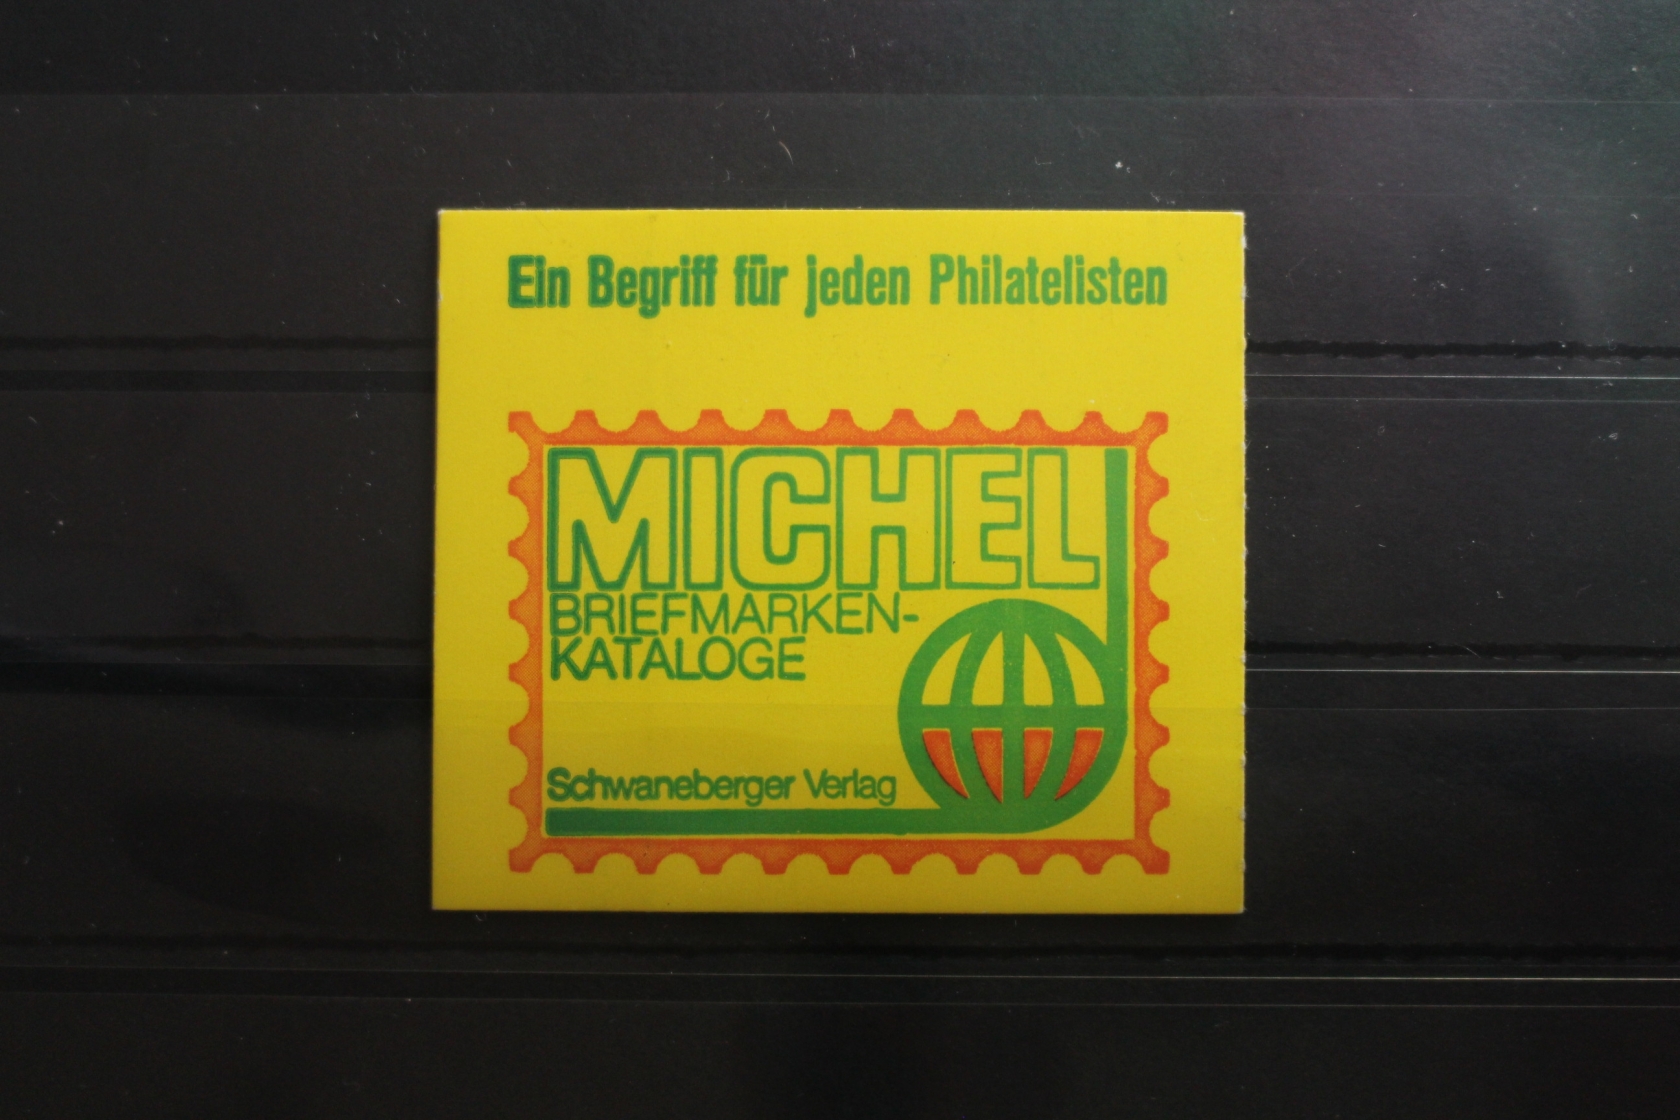 Ein Begriff für jeden Philatelisten
MICHEL
BRIEFMARKEN-
KATALOGE
Schwaneberger Verlag